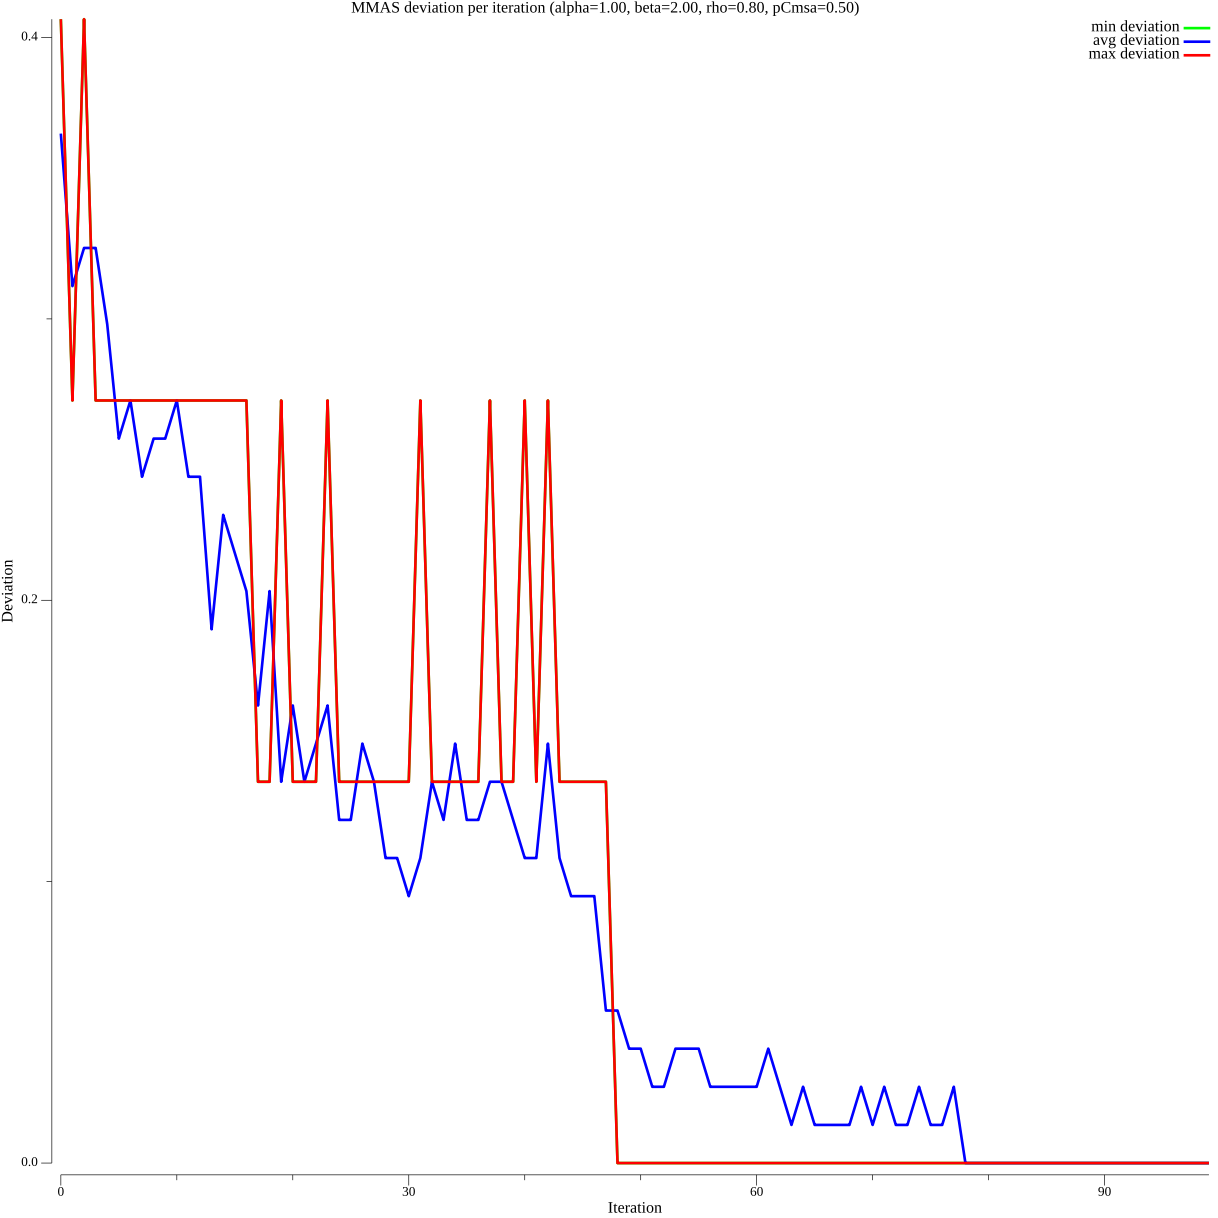 MMAS deviation per iteration (alpha=1.00, beta=2.00, rho=0.80, pCmsa=0.50)
min deviation
avg deviation
max deviation
0.4
0.2
0.0
Deviation
0
30
60
90
Iteration